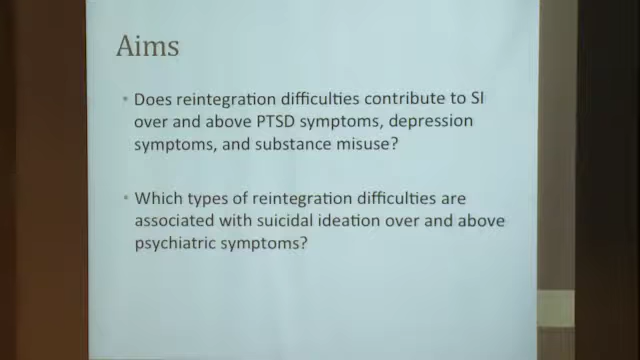 Aims
• Does reintegration difficulties contribute to SI
over and above PTSD symptoms, depression
symptoms, and substance misuse?
• Which types of reintegration difficulties are
associated with suicidal ideation over and above
psychiatric symptoms?